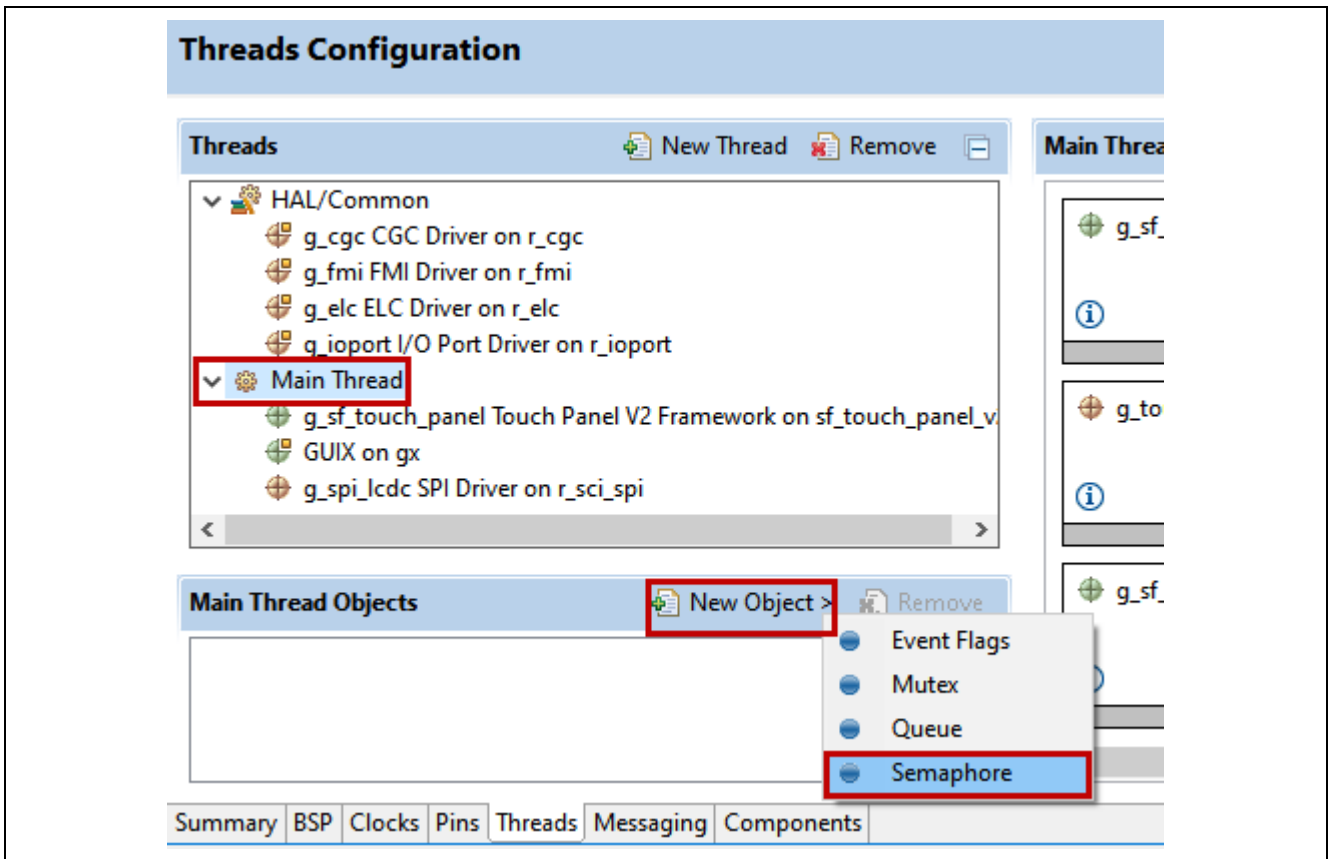 Threads Configuration
Threads New Thread Remove
HAL/Common
g_cgc CGC Driver on r_cgc
g_fmi FMI Driver on r_fmi
g_elc ELC Driver on r_elc
g_ioport I/O Port Driver on r_ioport
Main Thread
g_sf_touch_panel Touch Panel V2 Framework on sf_touch_panel_v
GUIX on gx
g_spi_lcdc SPI Driver on r_sci_spi
Main Thread Objects New Object > Remove
Event Flags
Mutex
Queue
Semaphore
Main Threa
g_sf_
g_to
g_sf_
Summary BSP Clocks Pins Threads Messaging Components